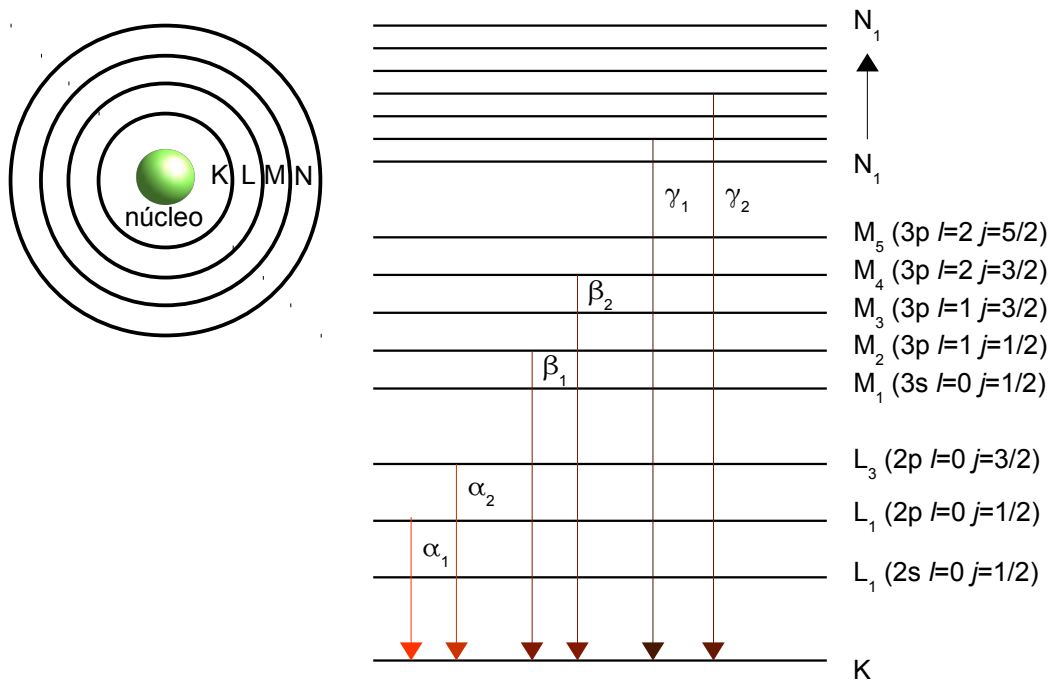 K L M N
núcleo
N₁
N₁
γ₁ γ₂
M₅ (3p l=2 j=5/2)
M₄ (3p l=2 j=3/2)
β₂
M₃ (3p l=1 j=3/2)
M₂ (3p l=1 j=1/2)
β₁
M₁ (3s l=0 j=1/2)
L₃ (2p l=0 j=3/2)
α₂
L₁ (2p l=0 j=1/2)
α₁
L₁ (2s l=0 j=1/2)
K